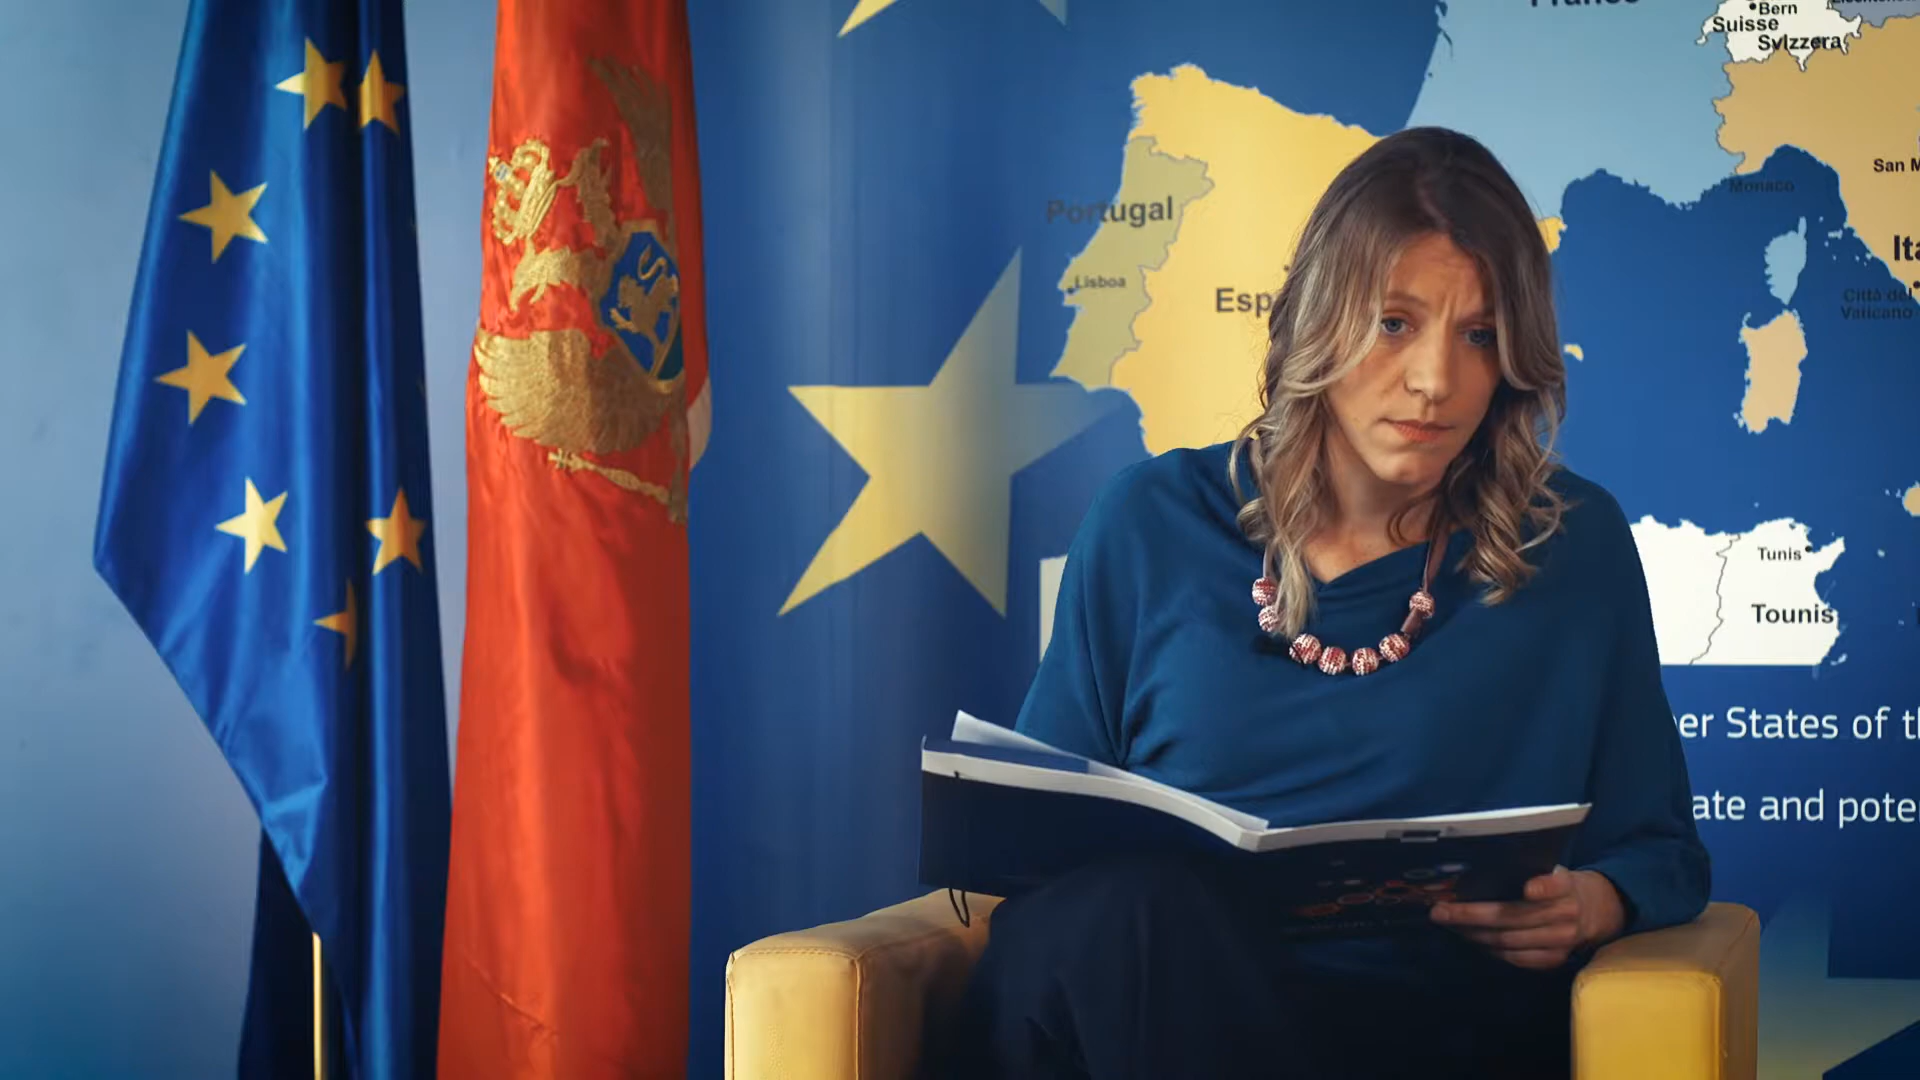 Bern
Suisse
Svizzera
San M
Monaco
Portugal
Ita
Lisboa
Esp
Città del
Vaticano
Tunis
Tounis
er States of t
ate and pote